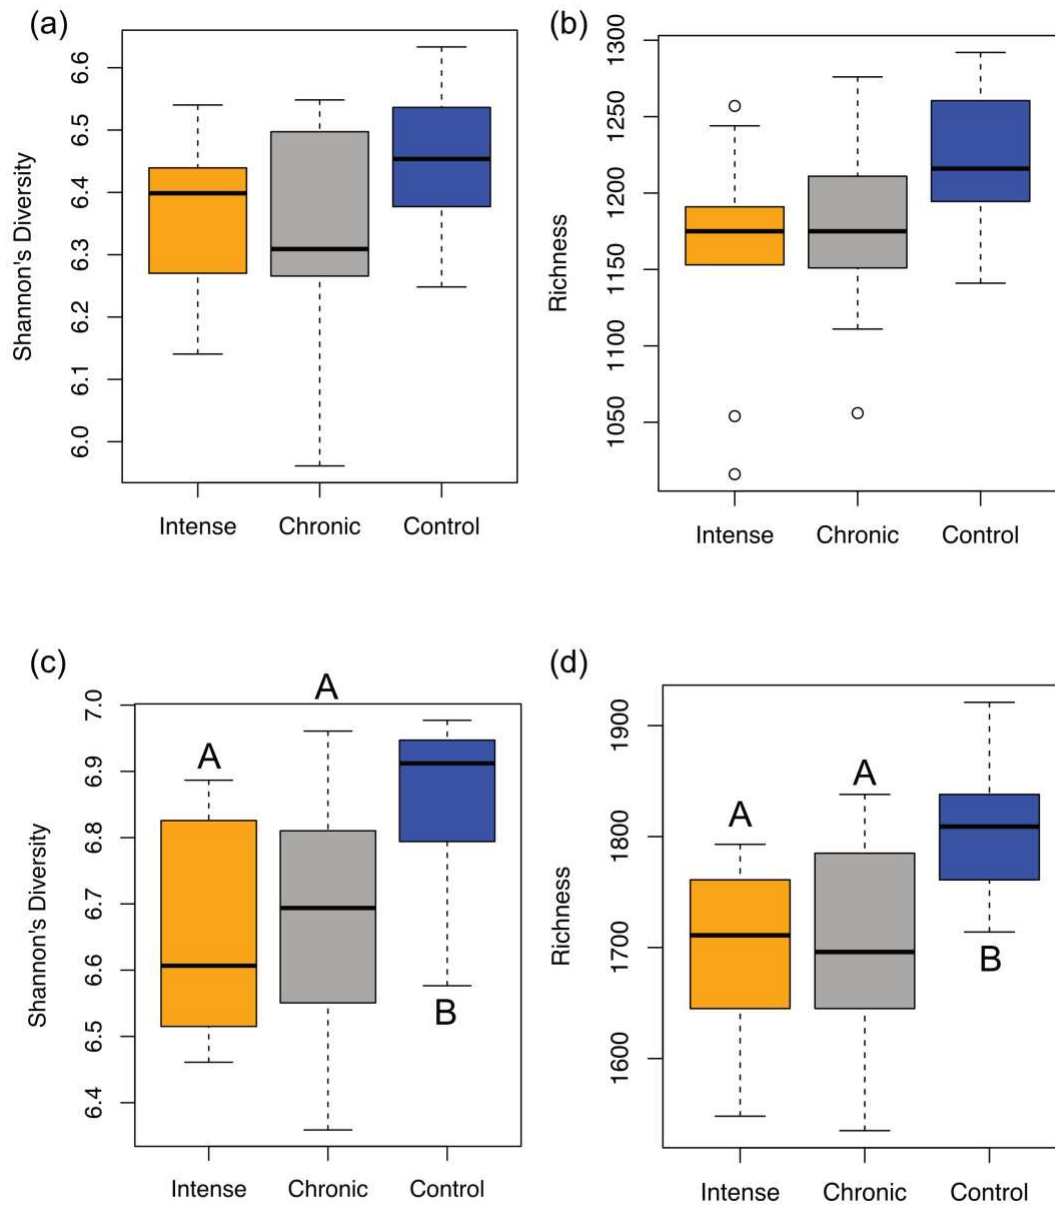 (a)
Shannon's Diversity
6.6
6.5
6.4
6.3
6.2
6.1
6.0
Intense Chronic Control
(b)
Richness
1300
1250
1200
1150
1100
1050
Intense Chronic Control
(c)
Shannon's Diversity
7.0
6.9
6.8
6.7
6.6
6.5
6.4
A
A
B
Intense Chronic Control
(d)
Richness
1900
1800
1700
1600
A
A
B
Intense Chronic Control